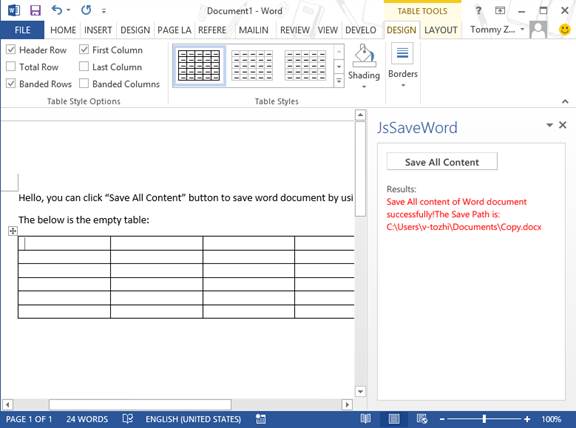 Document1 - Word
TABLE TOOLS
FILE HOME INSERT DESIGN PAGE LA REFERE MAILIN REVIEW VIEW DEVELO DESIGN LAYOUT Tommy Z...
Header Row First Column
Total Row Last Column
Banded Rows Banded Columns
Shading
Borders
Table Style Options
Table Styles
JsSaveWord
Save All Content
Results:
Save All content of Word document
successfully!The Save Path is:
C:\Users\v-tozhi\Documents\Copy.docx
Hello, you can click “Save All Content” button to save word document by usi
The below is the empty table:
PAGE 1 OF 1 24 WORDS ENGLISH (UNITED STATES) 100%